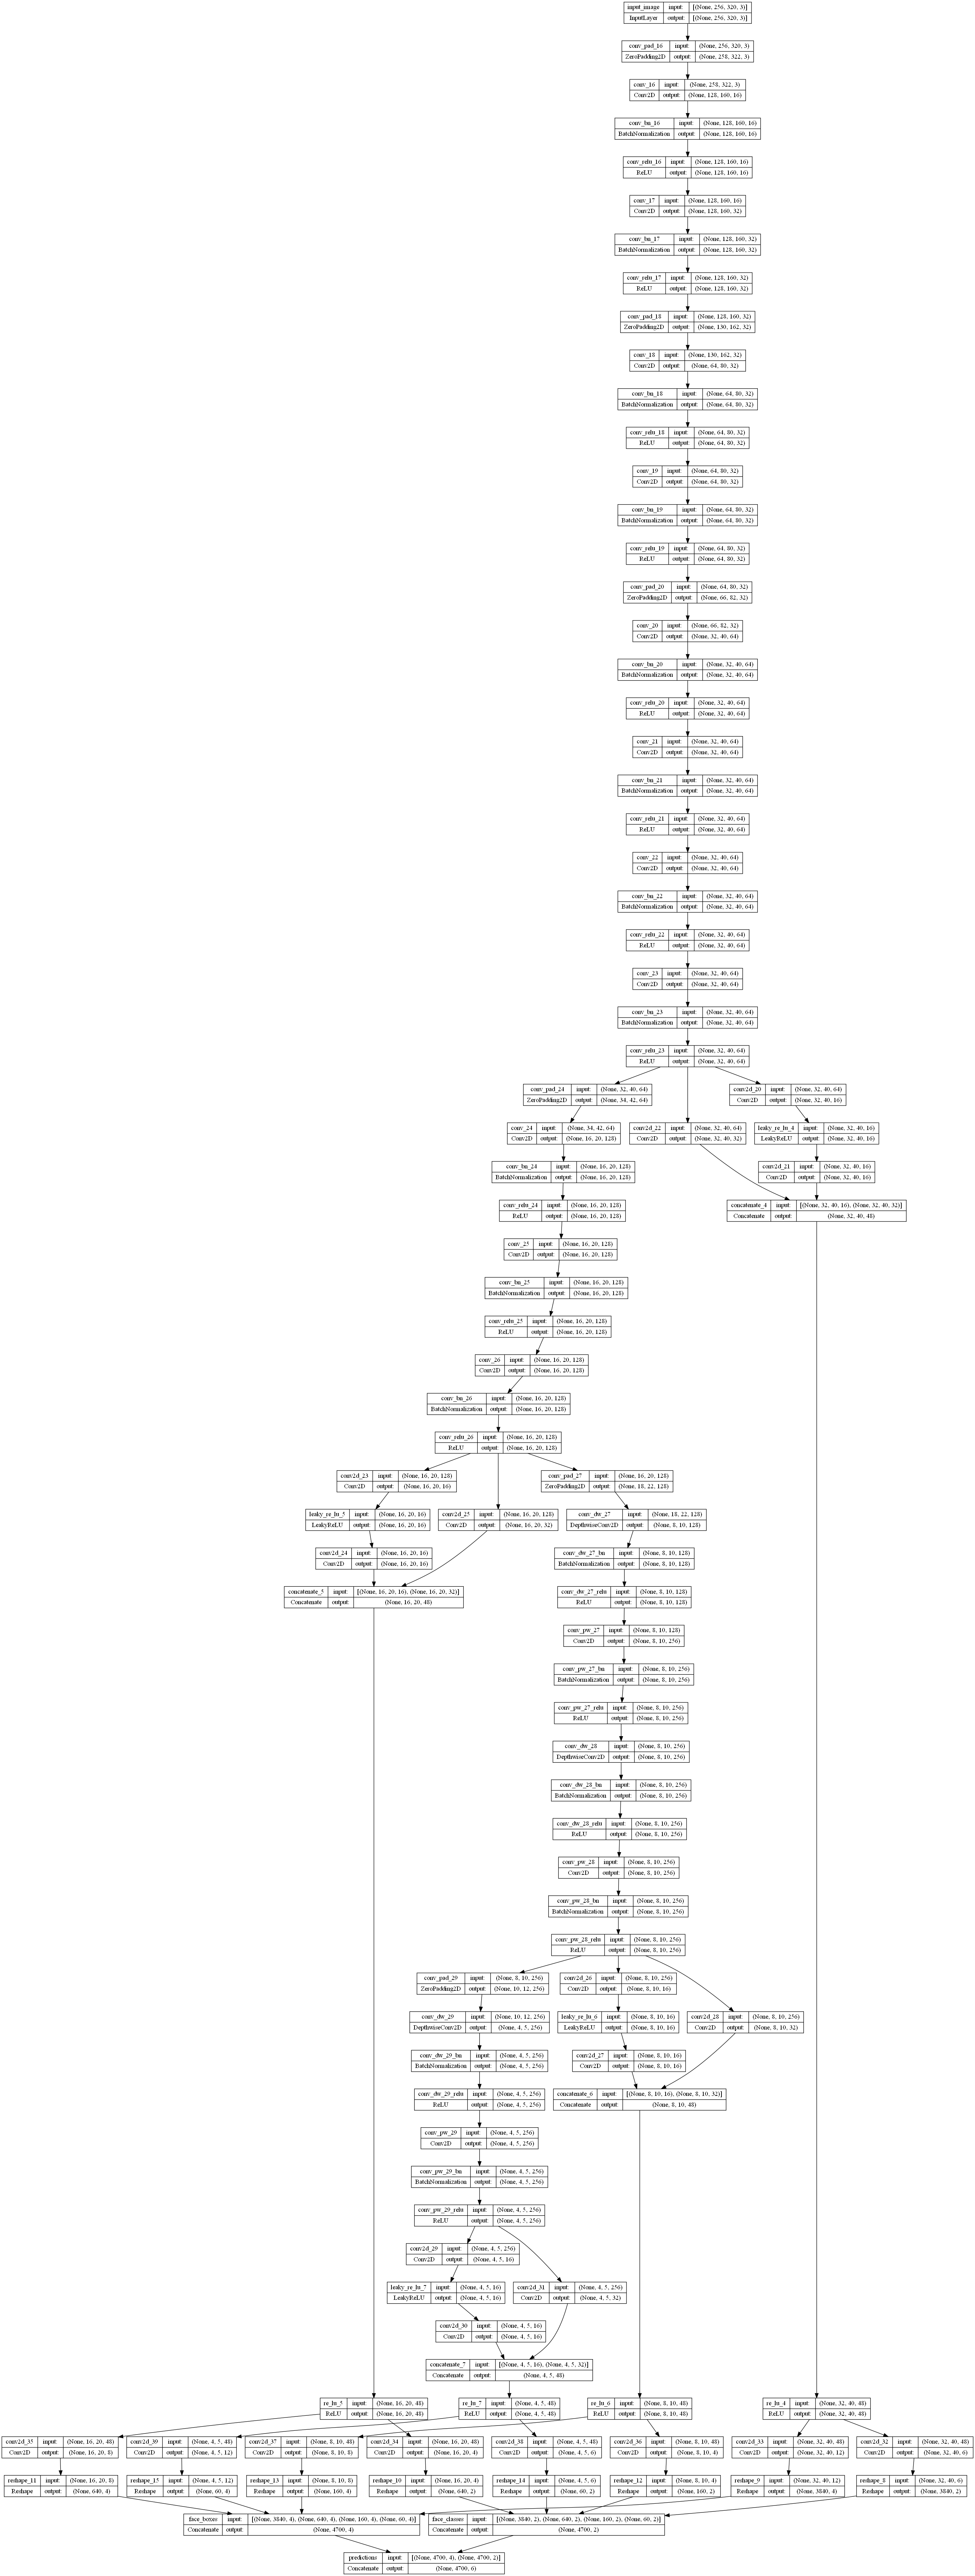 input_image input: [(None, 256, 320, 3)]
InputLayer output: [(None, 256, 320, 3)]
conv_pad_16 input: (None, 256, 320, 3)
ZeroPadding2D output: (None, 258, 322, 3)
conv_16 input: (None, 258, 322, 3)
Conv2D output: (None, 128, 160, 16)
conv_bn_16 input: (None, 128, 160, 16)
BatchNormalization output: (None, 128, 160, 16)
conv_relu_16 input: (None, 128, 160, 16)
ReLU output: (None, 128, 160, 16)
conv_17 input: (None, 128, 160, 16)
Conv2D output: (None, 128, 160, 32)
conv_bn_17 input: (None, 128, 160, 32)
BatchNormalization output: (None, 128, 160, 32)
conv_relu_17 input: (None, 128, 160, 32)
ReLU output: (None, 128, 160, 32)
conv_pad_18 input: (None, 128, 160, 32)
ZeroPadding2D output: (None, 130, 162, 32)
conv_18 input: (None, 130, 162, 32)
Conv2D output: (None, 64, 80, 32)
conv_bn_18 input: (None, 64, 80, 32)
BatchNormalization output: (None, 64, 80, 32)
conv_relu_18 input: (None, 64, 80, 32)
ReLU output: (None, 64, 80, 32)
conv_19 input: (None, 64, 80, 32)
Conv2D output: (None, 64, 80, 32)
conv_bn_19 input: (None, 64, 80, 32)
BatchNormalization output: (None, 64, 80, 32)
conv_relu_19 input: (None, 64, 80, 32)
ReLU output: (None, 64, 80, 32)
conv_pad_20 input: (None, 64, 80, 32)
ZeroPadding2D output: (None, 66, 82, 32)
conv_20 input: (None, 66, 82, 32)
Conv2D output: (None, 32, 40, 64)
conv_bn_20 input: (None, 32, 40, 64)
BatchNormalization output: (None, 32, 40, 64)
conv_relu_20 input: (None, 32, 40, 64)
ReLU output: (None, 32, 40, 64)
conv_21 input: (None, 32, 40, 64)
Conv2D output: (None, 32, 40, 64)
conv_bn_21 input: (None, 32, 40, 64)
BatchNormalization output: (None, 32, 40, 64)
conv_relu_21 input: (None, 32, 40, 64)
ReLU output: (None, 32, 40, 64)
conv_22 input: (None, 32, 40, 64)
Conv2D output: (None, 32, 40, 64)
conv_bn_22 input: (None, 32, 40, 64)
BatchNormalization output: (None, 32, 40, 64)
conv_relu_22 input: (None, 32, 40, 64)
ReLU output: (None, 32, 40, 64)
conv_23 input: (None, 32, 40, 64)
Conv2D output: (None, 32, 40, 64)
conv_bn_23 input: (None, 32, 40, 64)
BatchNormalization output: (None, 32, 40, 64)
conv_relu_23 input: (None, 32, 40, 64)
ReLU output: (None, 32, 40, 64)
conv_pad_24 input: (None, 32, 40, 64)
ZeroPadding2D output: (None, 34, 42, 64)
conv2d_20 input: (None, 32, 40, 64)
Conv2D output: (None, 32, 40, 16)
conv_24 input: (None, 34, 42, 64)
Conv2D output: (None, 16, 20, 128)
conv2d_22 input: (None, 32, 40, 64)
Conv2D output: (None, 32, 40, 32)
leaky_re_lu_4 input: (None, 32, 40, 16)
LeakyReLU output: (None, 32, 40, 16)
conv_bn_24 input: (None, 16, 20, 128)
BatchNormalization output: (None, 16, 20, 128)
conv2d_21 input: (None, 32, 40, 16)
Conv2D output: (None, 32, 40, 16)
conv_relu_24 input: (None, 16, 20, 128)
ReLU output: (None, 16, 20, 128)
concatenate_4 input: [(None, 32, 40, 16), (None, 32, 40, 32)]
Concatenate output: (None, 32, 40, 48)
conv_25 input: (None, 16, 20, 128)
Conv2D output: (None, 16, 20, 128)
conv_bn_25 input: (None, 16, 20, 128)
BatchNormalization output: (None, 16, 20, 128)
conv_relu_25 input: (None, 16, 20, 128)
ReLU output: (None, 16, 20, 128)
conv_26 input: (None, 16, 20, 128)
Conv2D output: (None, 16, 20, 128)
conv_bn_26 input: (None, 16, 20, 128)
BatchNormalization output: (None, 16, 20, 128)
conv_relu_26 input: (None, 16, 20, 128)
ReLU output: (None, 16, 20, 128)
conv2d_23 input: (None, 16, 20, 128)
Conv2D output: (None, 16, 20, 16)
conv_pad_27 input: (None, 16, 20, 128)
ZeroPadding2D output: (None, 18, 22, 128)
leaky_re_lu_5 input: (None, 16, 20, 16)
LeakyReLU output: (None, 16, 20, 16)
conv2d_25 input: (None, 16, 20, 128)
Conv2D output: (None, 16, 20, 32)
conv_dw_27 input: (None, 18, 22, 128)
DepthwiseConv2D output: (None, 8, 10, 128)
conv2d_24 input: (None, 16, 20, 16)
Conv2D output: (None, 16, 20, 16)
conv_dw_27_bn input: (None, 8, 10, 128)
BatchNormalization output: (None, 8, 10, 128)
concatenate_5 input: [(None, 16, 20, 16), (None, 16, 20, 32)]
Concatenate output: (None, 16, 20, 48)
conv_dw_27_relu input: (None, 8, 10, 128)
ReLU output: (None, 8, 10, 128)
conv_pw_27 input: (None, 8, 10, 128)
Conv2D output: (None, 8, 10, 256)
conv_pw_27_bn input: (None, 8, 10, 256)
BatchNormalization output: (None, 8, 10, 256)
conv_pw_27_relu input: (None, 8, 10, 256)
ReLU output: (None, 8, 10, 256)
conv_dw_28 input: (None, 8, 10, 256)
DepthwiseConv2D output: (None, 8, 10, 256)
conv_dw_28_bn input: (None, 8, 10, 256)
BatchNormalization output: (None, 8, 10, 256)
conv_dw_28_relu input: (None, 8, 10, 256)
ReLU output: (None, 8, 10, 256)
conv_pw_28 input: (None, 8, 10, 256)
Conv2D output: (None, 8, 10, 256)
conv_pw_28_bn input: (None, 8, 10, 256)
BatchNormalization output: (None, 8, 10, 256)
conv_pw_28_relu input: (None, 8, 10, 256)
ReLU output: (None, 8, 10, 256)
conv_pad_29 input: (None, 8, 10, 256)
ZeroPadding2D output: (None, 10, 12, 256)
conv2d_26 input: (None, 8, 10, 256)
Conv2D output: (None, 8, 10, 16)
conv_dw_29 input: (None, 10, 12, 256)
DepthwiseConv2D output: (None, 4, 5, 256)
leaky_re_lu_6 input: (None, 8, 10, 16)
LeakyReLU output: (None, 8, 10, 16)
conv2d_28 input: (None, 8, 10, 256)
Conv2D output: (None, 8, 10, 32)
conv_dw_29_bn input: (None, 4, 5, 256)
BatchNormalization output: (None, 4, 5, 256)
conv2d_27 input: (None, 8, 10, 16)
Conv2D output: (None, 8, 10, 16)
conv_dw_29_relu input: (None, 4, 5, 256)
ReLU output: (None, 4, 5, 256)
concatenate_6 input: [(None, 8, 10, 16), (None, 8, 10, 32)]
Concatenate output: (None, 8, 10, 48)
conv_pw_29 input: (None, 4, 5, 256)
Conv2D output: (None, 4, 5, 256)
conv_pw_29_bn input: (None, 4, 5, 256)
BatchNormalization output: (None, 4, 5, 256)
conv_pw_29_relu input: (None, 4, 5, 256)
ReLU output: (None, 4, 5, 256)
conv2d_29 input: (None, 4, 5, 256)
Conv2D output: (None, 4, 5, 16)
leaky_re_lu_7 input: (None, 4, 5, 16)
LeakyReLU output: (None, 4, 5, 16)
conv2d_31 input: (None, 4, 5, 256)
Conv2D output: (None, 4, 5, 32)
conv2d_30 input: (None, 4, 5, 16)
Conv2D output: (None, 4, 5, 16)
concatenate_7 input: [(None, 4, 5, 16), (None, 4, 5, 32)]
Concatenate output: (None, 4, 5, 48)
re_lu_5 input: (None, 16, 20, 48)
ReLU output: (None, 16, 20, 48)
re_lu_7 input: (None, 4, 5, 48)
ReLU output: (None, 4, 5, 48)
re_lu_6 input: (None, 8, 10, 48)
ReLU output: (None, 8, 10, 48)
re_lu_4 input: (None, 32, 40, 48)
ReLU output: (None, 32, 40, 48)
conv2d_35 input: (None, 16, 20, 48)
Conv2D output: (None, 16, 20, 8)
conv2d_39 input: (None, 4, 5, 48)
Conv2D output: (None, 4, 5, 12)
conv2d_37 input: (None, 8, 10, 48)
Conv2D output: (None, 8, 10, 8)
conv2d_34 input: (None, 16, 20, 48)
Conv2D output: (None, 16, 20, 4)
conv2d_38 input: (None, 4, 5, 48)
Conv2D output: (None, 4, 5, 6)
conv2d_36 input: (None, 8, 10, 48)
Conv2D output: (None, 8, 10, 4)
conv2d_33 input: (None, 32, 40, 48)
Conv2D output: (None, 32, 40, 12)
conv2d_32 input: (None, 32, 40, 48)
Conv2D output: (None, 32, 40, 6)
reshape_11 input: (None, 16, 20, 8)
Reshape output: (None, 640, 4)
reshape_15 input: (None, 4, 5, 12)
Reshape output: (None, 60, 4)
reshape_13 input: (None, 8, 10, 8)
Reshape output: (None, 160, 4)
reshape_10 input: (None, 16, 20, 4)
Reshape output: (None, 640, 2)
reshape_14 input: (None, 4, 5, 6)
Reshape output: (None, 60, 2)
reshape_12 input: (None, 8, 10, 4)
Reshape output: (None, 160, 2)
reshape_9 input: (None, 32, 40, 12)
Reshape output: (None, 3840, 4)
reshape_8 input: (None, 32, 40, 6)
Reshape output: (None, 3840, 2)
face_boxes input: [(None, 3840, 4), (None, 640, 4), (None, 160, 4), (None, 60, 4)]
Concatenate output: (None, 4700, 4)
face_classes input: [(None, 3840, 2), (None, 640, 2), (None, 160, 2), (None, 60, 2)]
Concatenate output: (None, 4700, 2)
predictions input: [(None, 4700, 4), (None, 4700, 2)]
Concatenate output: (None, 4700, 6)